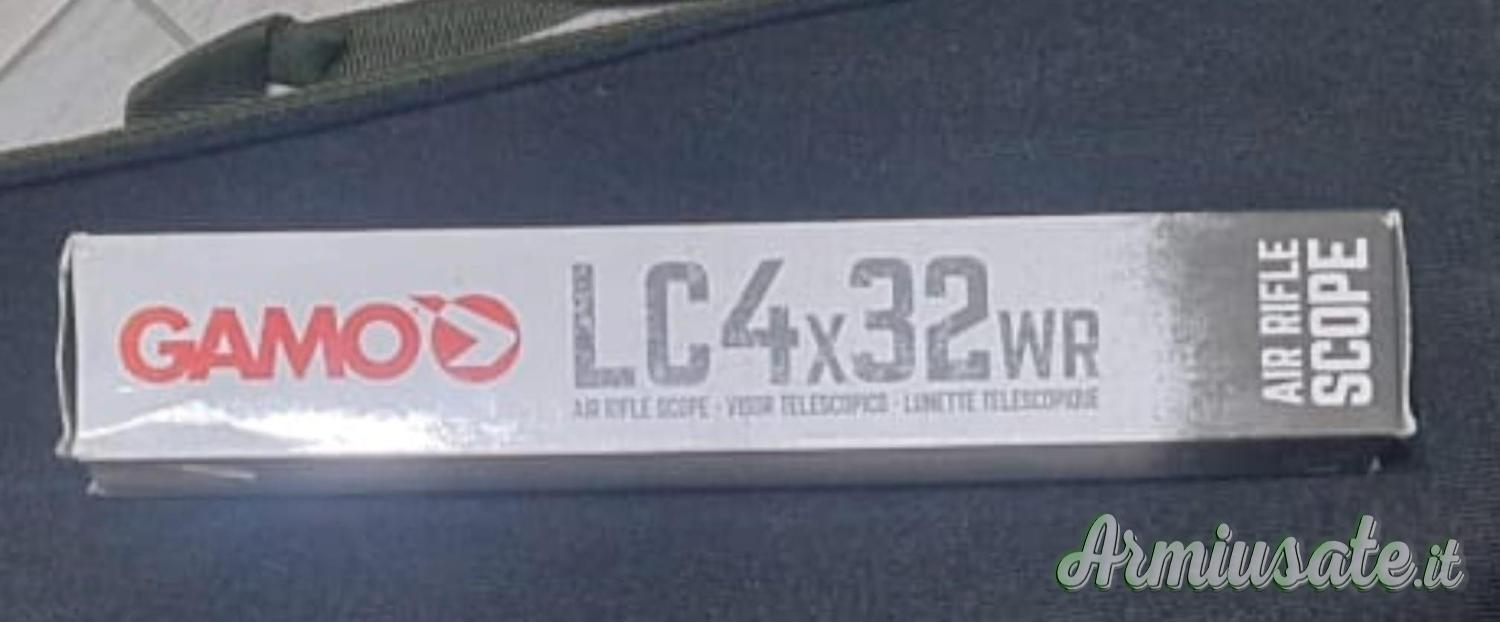 GAMO
LC4x32WR
AIR RIFLE SCOPE - VISOR TELESCOPICO - LUNETTE TELESCOPIQUE
AIR RIFLE
SCOPE
Armiusate.it